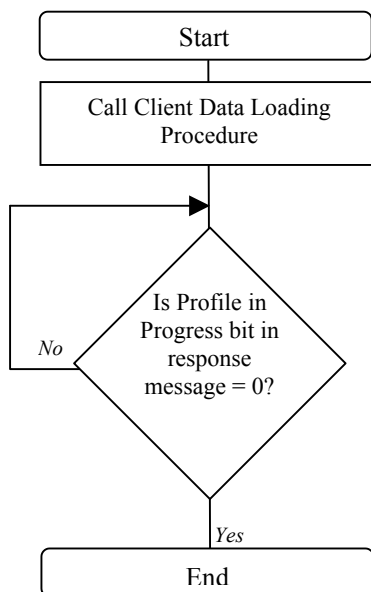 Start
Call Client Data Loading
Procedure
Is Profile in
Progress bit in
response
message = 0?
No
Yes
End